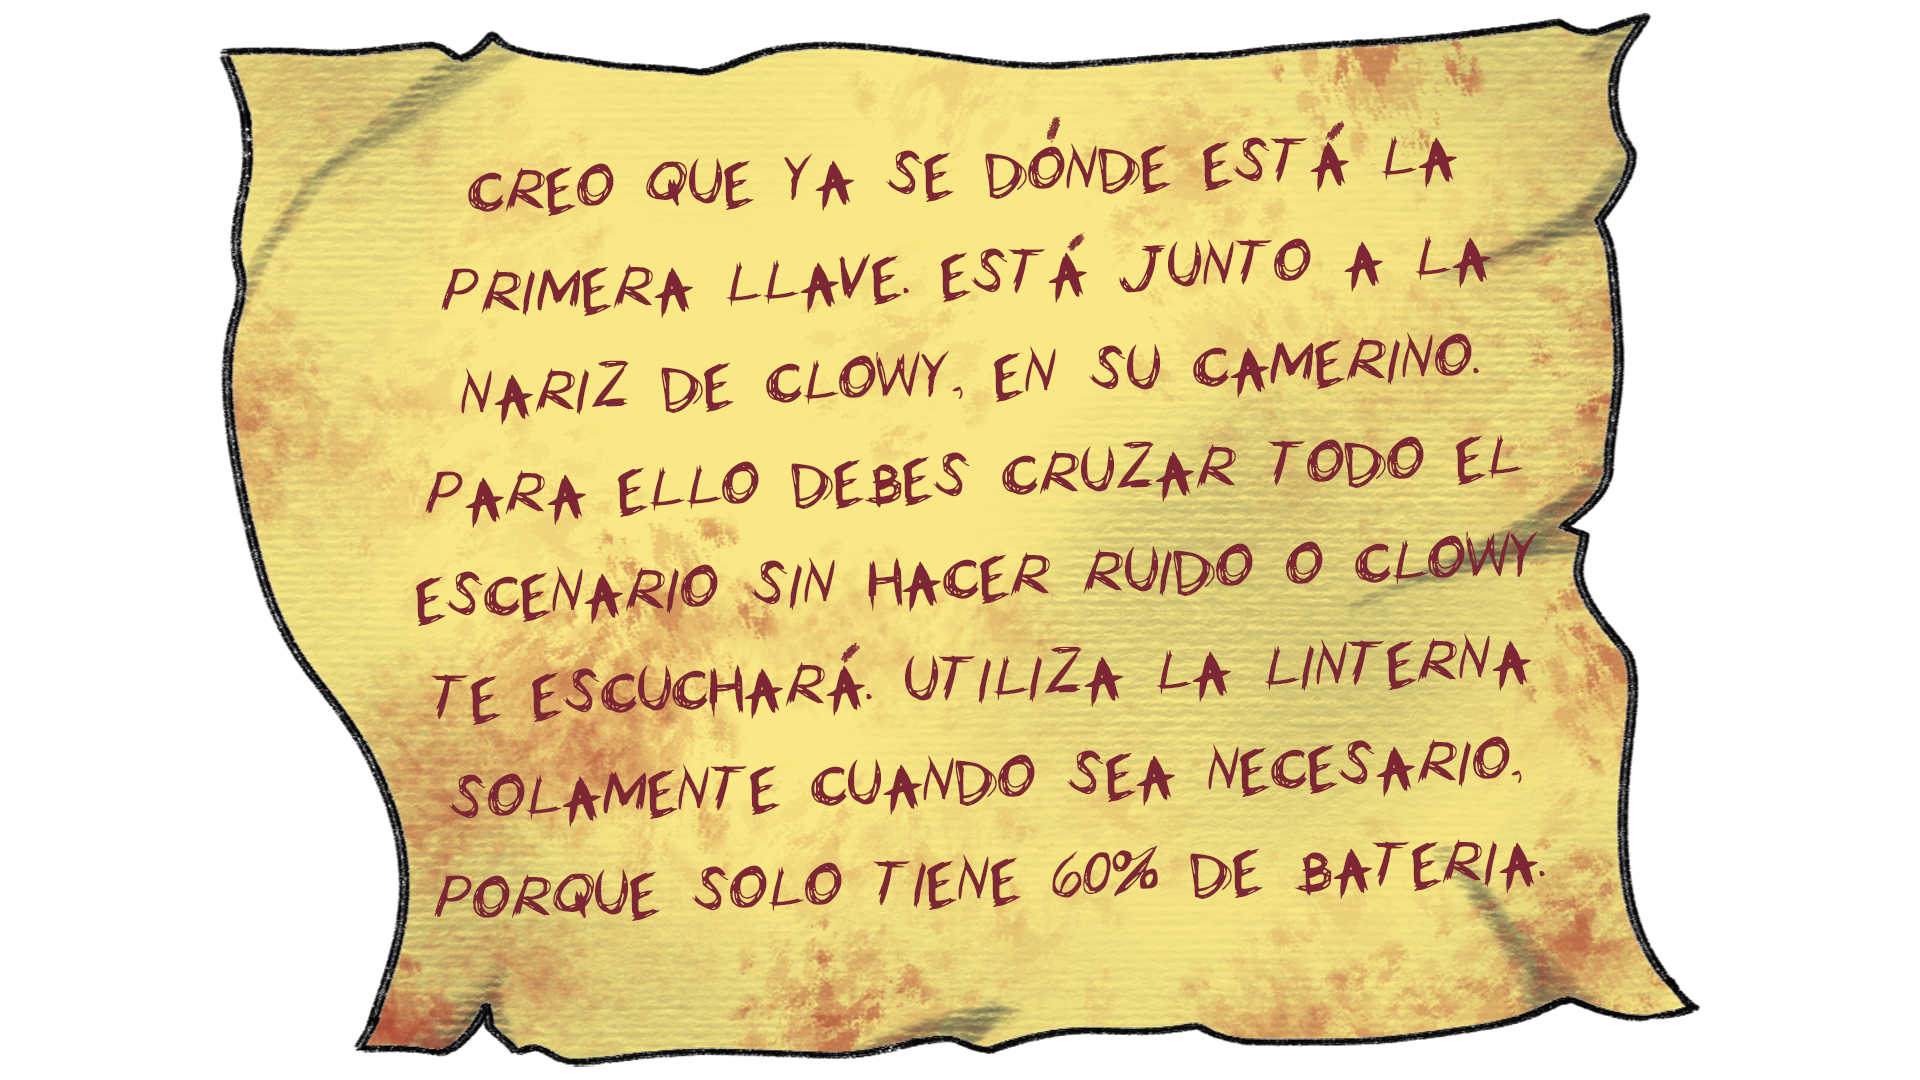 CREO QUE YA SE DÓNDE ESTÁ LA
PRIMERA LLAVE. ESTÁ JUNTO A LA
NARIZ DE CLOWY, EN SU CAMERINO.
PARA ELLO DEBES CRUZAR TODO EL
ESCENARIO SIN HACER RUIDO O CLOWY
TE ESCUCHARÁ. UTILIZA LA LINTERNA
SOLAMENTE CUANDO SEA NECESARIO,
PORQUE SOLO TIENE 60% DE BATERIA.